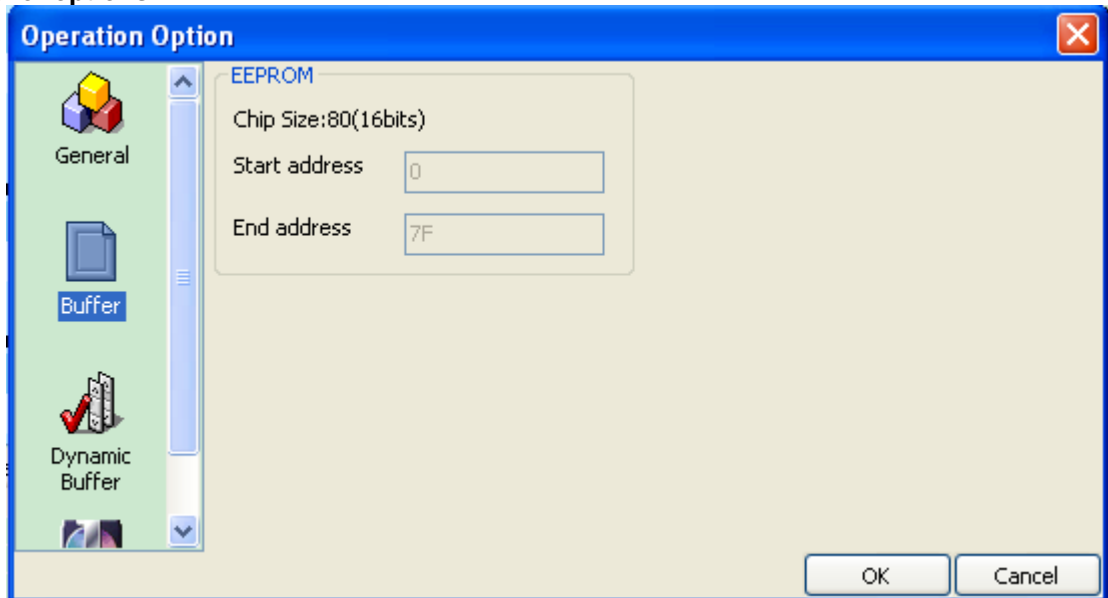 Operation Option
General
Buffer
Dynamic
Buffer
EEPROM
Chip Size:80(16bits)
Start address
0
End address
7F
OK
Cancel